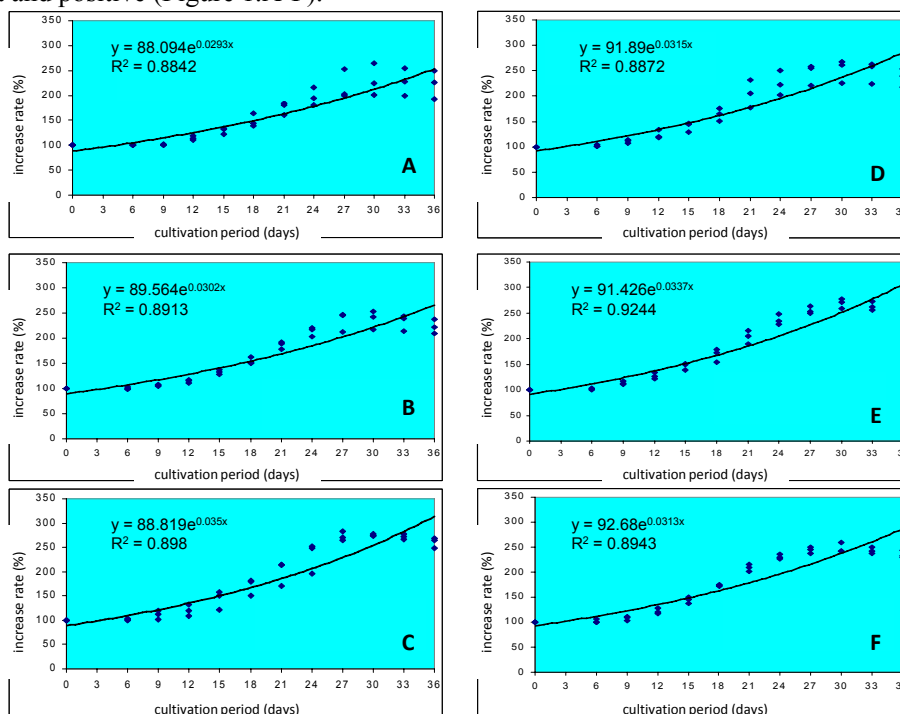 and positive (Figure
y = 88.094e^0.0293x
R² = 0.8842
increase rate (%)
350
300
250
200
150
100
50
0
A
0 3 6 9 12 15 18 21 24 27 30 33 36
cultivation period (days)
y = 91.89e^0.0315x
R² = 0.8872
increase rate (%)
350
300
250
200
150
100
50
0
D
0 3 6 9 12 15 18 21 24 27 30 33
cultivation period (days)
y = 89.564e^0.0302x
R² = 0.8913
increase rate (%)
350
300
250
200
150
100
50
0
B
0 3 6 9 12 15 18 21 24 27 30 33 36
cultivation period (days)
y = 91.426e^0.0337x
R² = 0.9244
increase rate (%)
350
300
250
200
150
100
50
0
E
0 3 6 9 12 15 18 21 24 27 30 33
cultivation period (days)
y = 88.819e^0.035x
R² = 0.898
increase rate (%)
350
300
250
200
150
100
50
0
C
0 3 6 9 12 15 18 21 24 27 30 33 36
cultivation period (days)
y = 92.68e^0.0313x
R² = 0.8943
increase rate (%)
350
300
250
200
150
100
50
0
F
0 3 6 9 12 15 18 21 24 27 30 33
cultivation period (days)